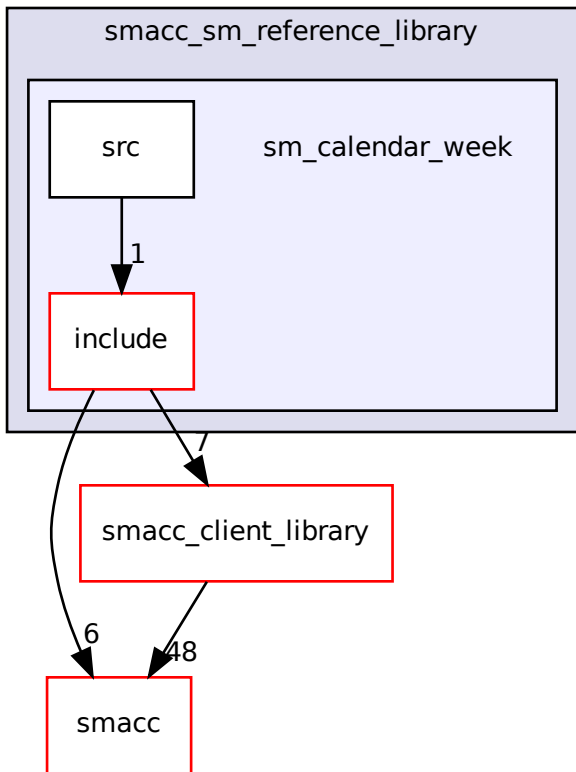 smacc_sm_reference_library
src
sm_calendar_week
1
include
7
smacc_client_library
6
48
smacc